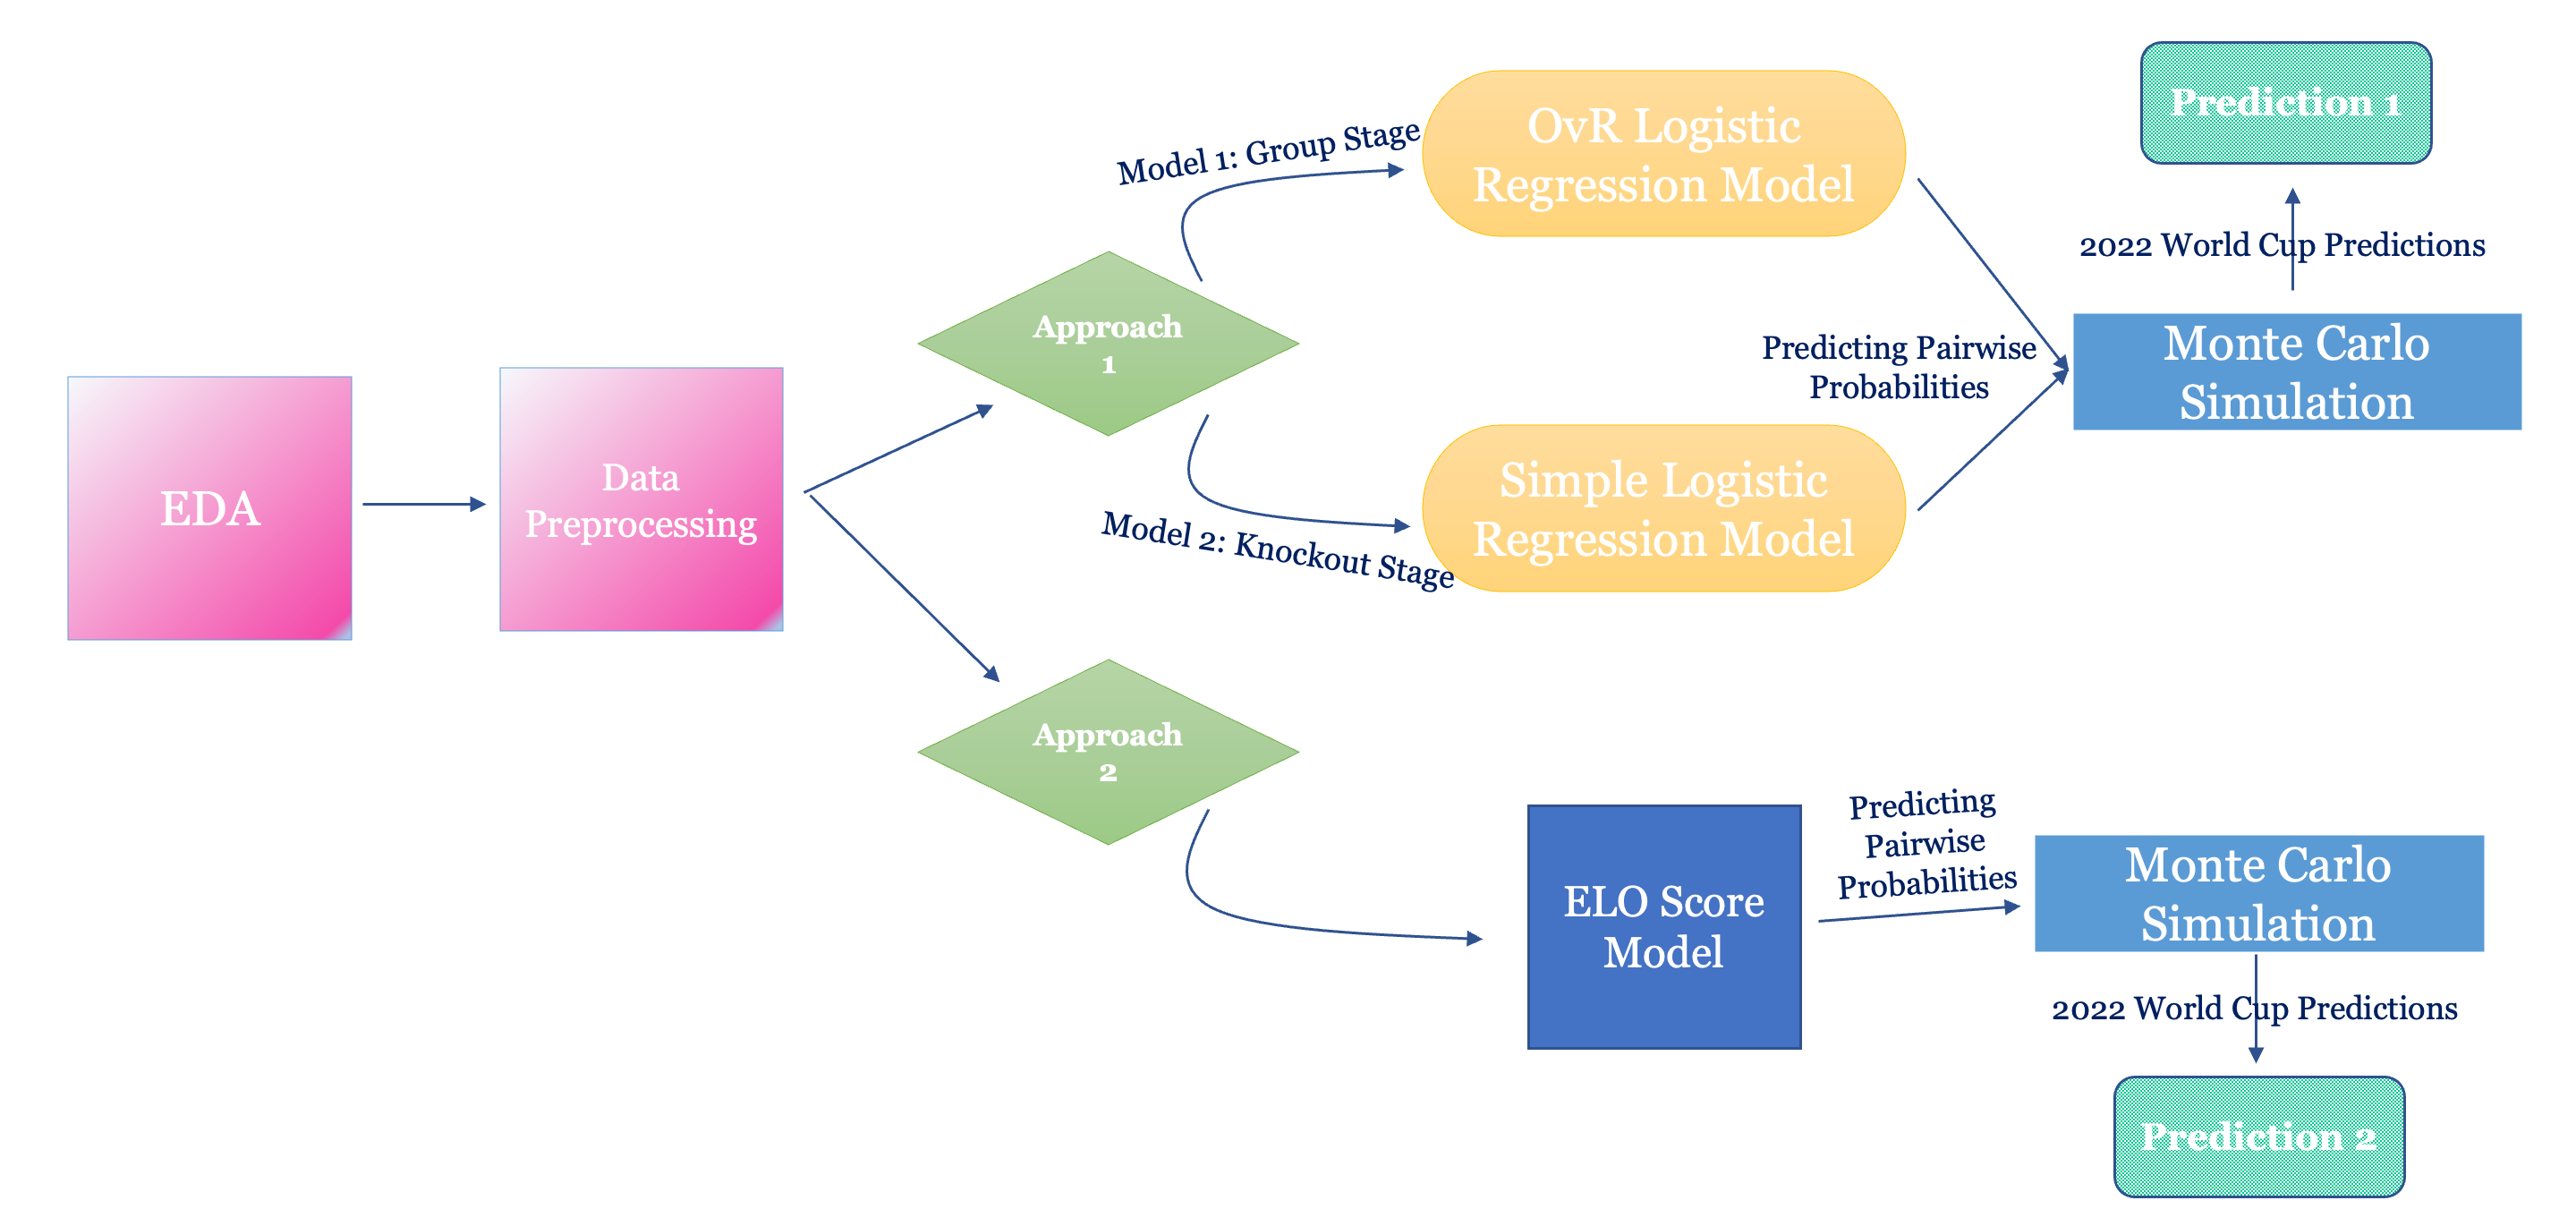 EDA
Data
Preprocessing
Approach
1
Model 1: Group Stage
OvR Logistic
Regression Model
Model 2: Knockout Stage
Simple Logistic
Regression Model
Predicting Pairwise
Probabilities
Monte Carlo
Simulation
2022 World Cup Predictions
Prediction 1
Approach
2
ELO Score
Model
Predicting
Pairwise
Probabilities
Monte Carlo
Simulation
2022 World Cup Predictions
Prediction 2